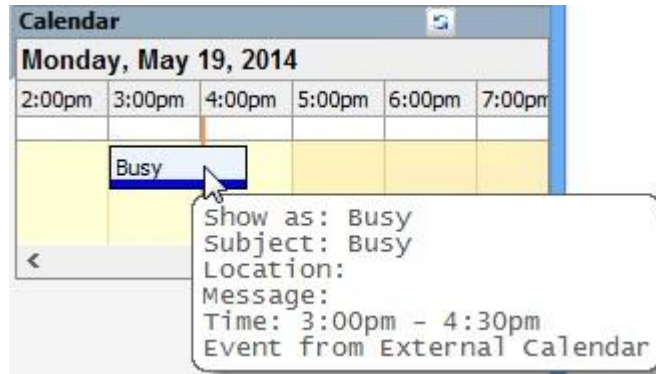 Calendar
Monday, May 19, 2014
2:00pm 3:00pm 4:00pm 5:00pm 6:00pm 7:00pm
Busy
Show as: Busy
Subject: Busy
Location:
Message:
Time: 3:00pm - 4:30pm
Event from External Calendar